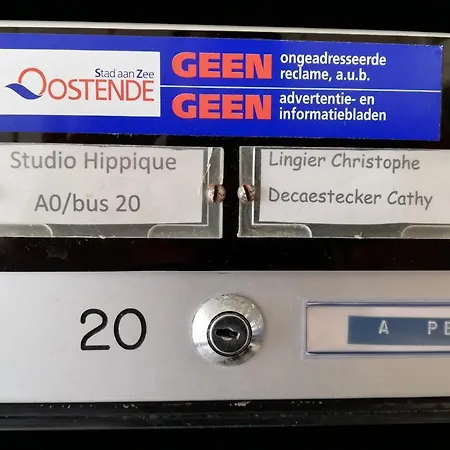 Stad aan Zee
OOSTENDE
GEEN ongeadresseerde
reclame, a.u.b.
GEEN advertentie- en
informatiebladen
Studio Hippique
A0/bus 20
Lingier Christophe
Decaestecker Cathy
20
A PE